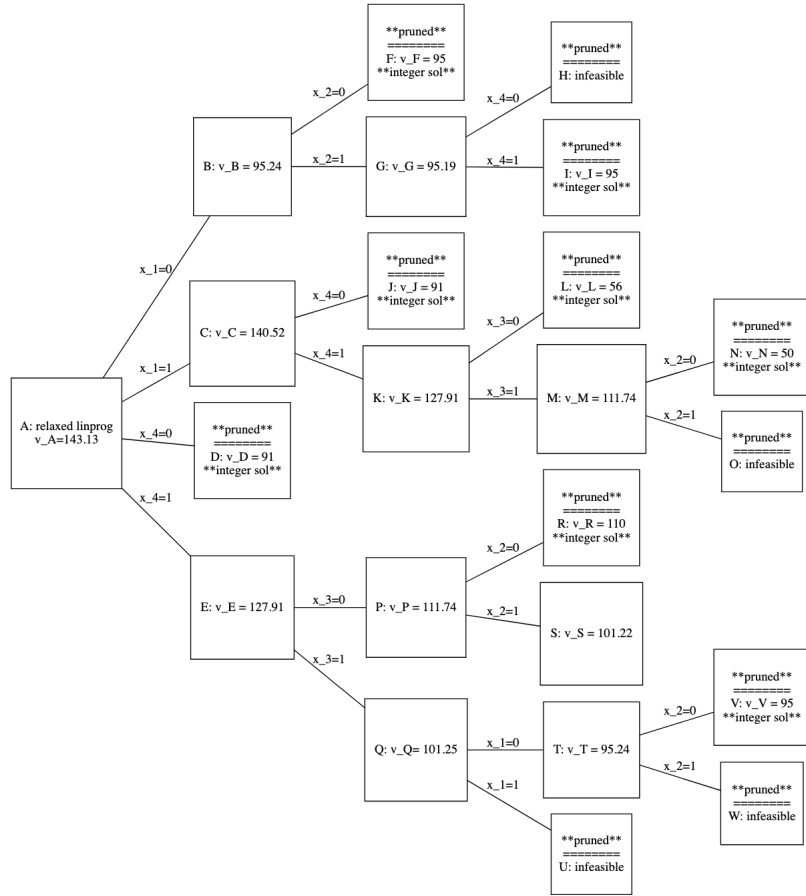 **pruned**
========
F: v_F = 95
**integer sol**
**pruned**
========
H: infeasible
x_2=0
x_4=0
B: v_B = 95.24
x_2=1
G: v_G = 95.19
x_4=1
**pruned**
========
I: v_I = 95
**integer sol**
x_1=0
**pruned**
========
J: v_J = 91
**integer sol**
**pruned**
========
L: v_L = 56
**integer sol**
x_4=0
C: v_C = 140.52
x_4=1
x_3=0
x_1=1
K: v_K = 127.91
x_3=1
M: v_M = 111.74
x_2=0
**pruned**
========
N: v_N = 50
**integer sol**
x_2=1
**pruned**
========
O: infeasible
A: relaxed linprog
v_A=143.13
x_4=0
**pruned**
========
D: v_D = 91
**integer sol**
x_4=1
E: v_E = 127.91
x_3=0
P: v_P = 111.74
x_2=0
**pruned**
========
R: v_R = 110
**integer sol**
x_2=1
S: v_S = 101.22
x_3=1
Q: v_Q= 101.25
x_1=0
T: v_T = 95.24
x_2=0
**pruned**
========
V: v_V = 95
**integer sol**
x_2=1
**pruned**
========
W: infeasible
x_1=1
**pruned**
========
U: infeasible